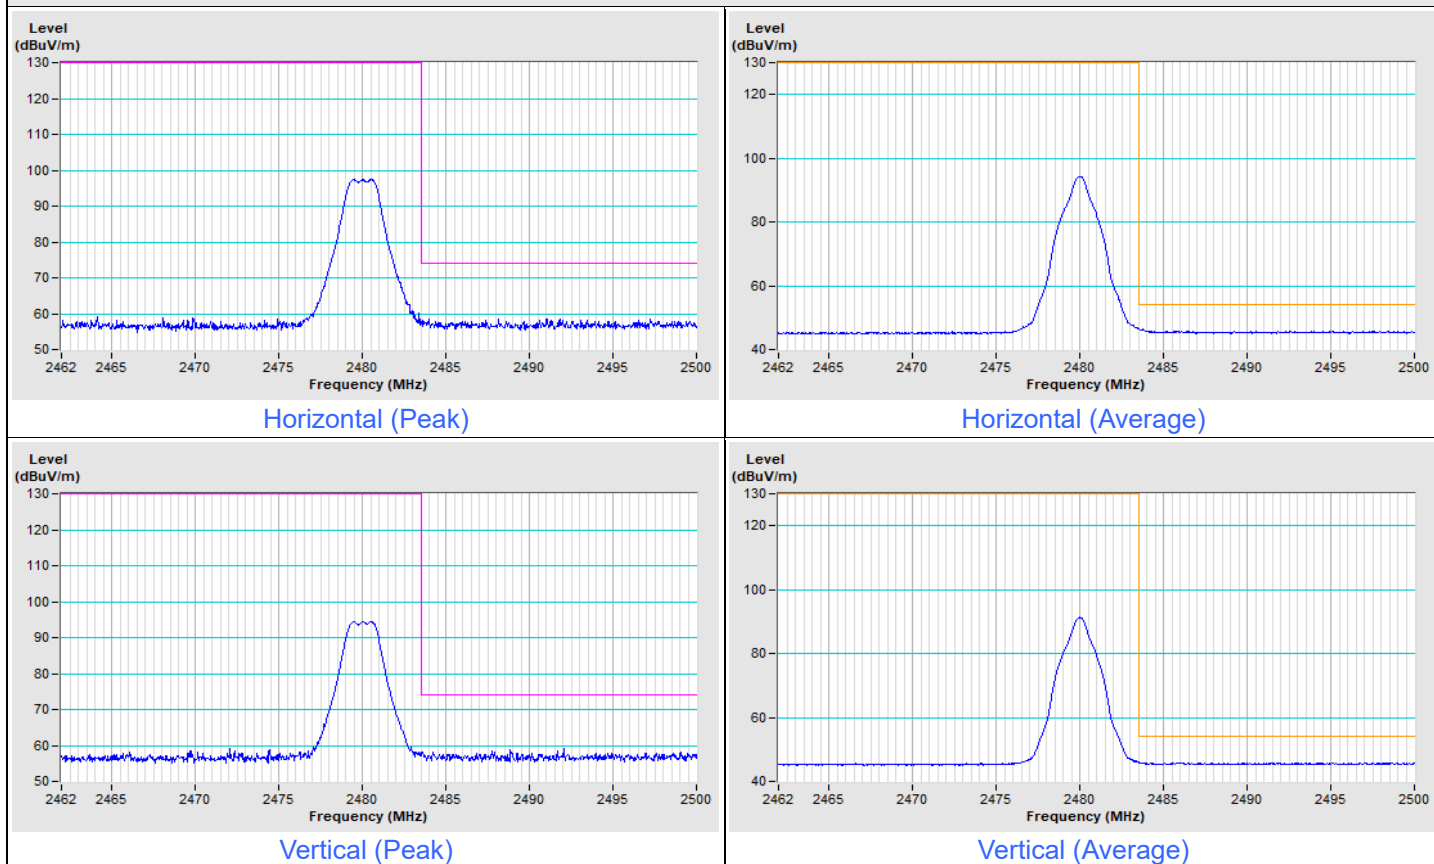 Level
(dBuV/m)
130
120
110
100
90
80
70
60
50
2462 2465 2470 2475 2480 2485 2490 2495 2500
Frequency (MHz)
Horizontal (Peak)
Level
(dBuV/m)
130
120
100
80
60
40
2462 2465 2470 2475 2480 2485 2490 2495 2500
Frequency (MHz)
Horizontal (Average)
Level
(dBuV/m)
130
120
110
100
90
80
70
60
50
2462 2465 2470 2475 2480 2485 2490 2495 2500
Frequency (MHz)
Vertical (Peak)
Level
(dBuV/m)
130
120
100
80
60
40
2462 2465 2470 2475 2480 2485 2490 2495 2500
Frequency (MHz)
Vertical (Average)